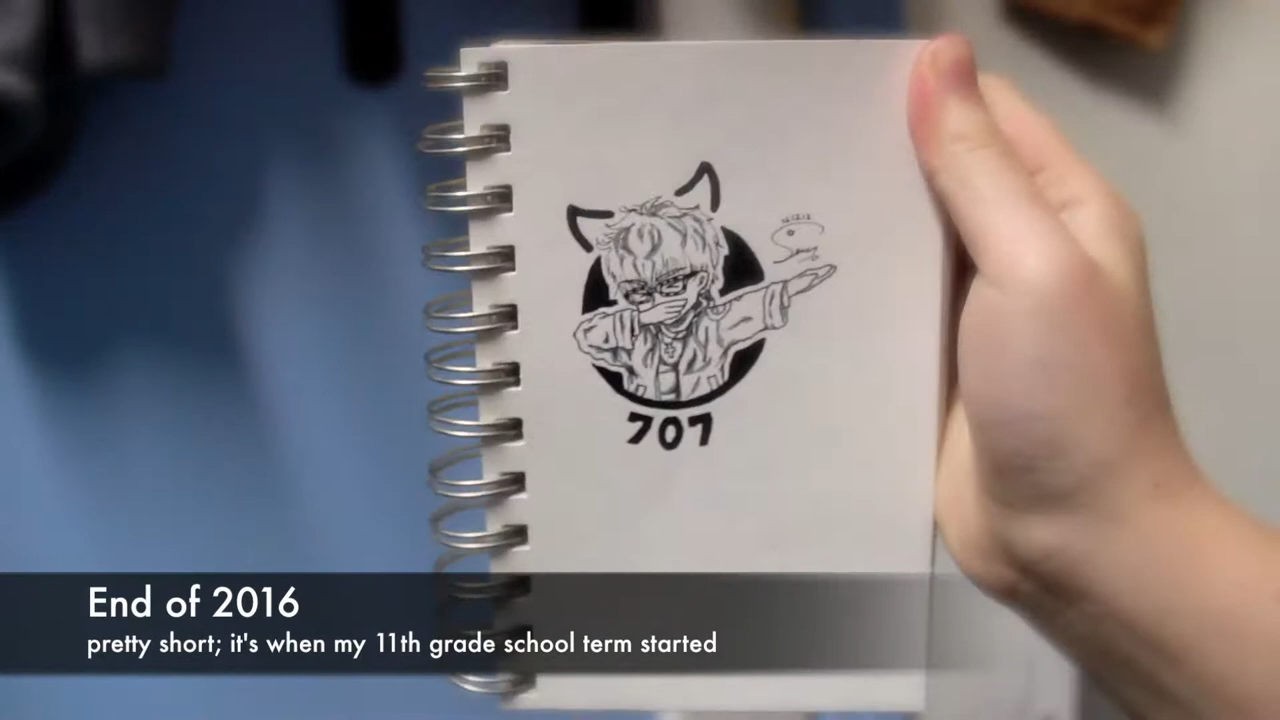 707
End of 2016
pretty short; it's when my 11th grade school term started